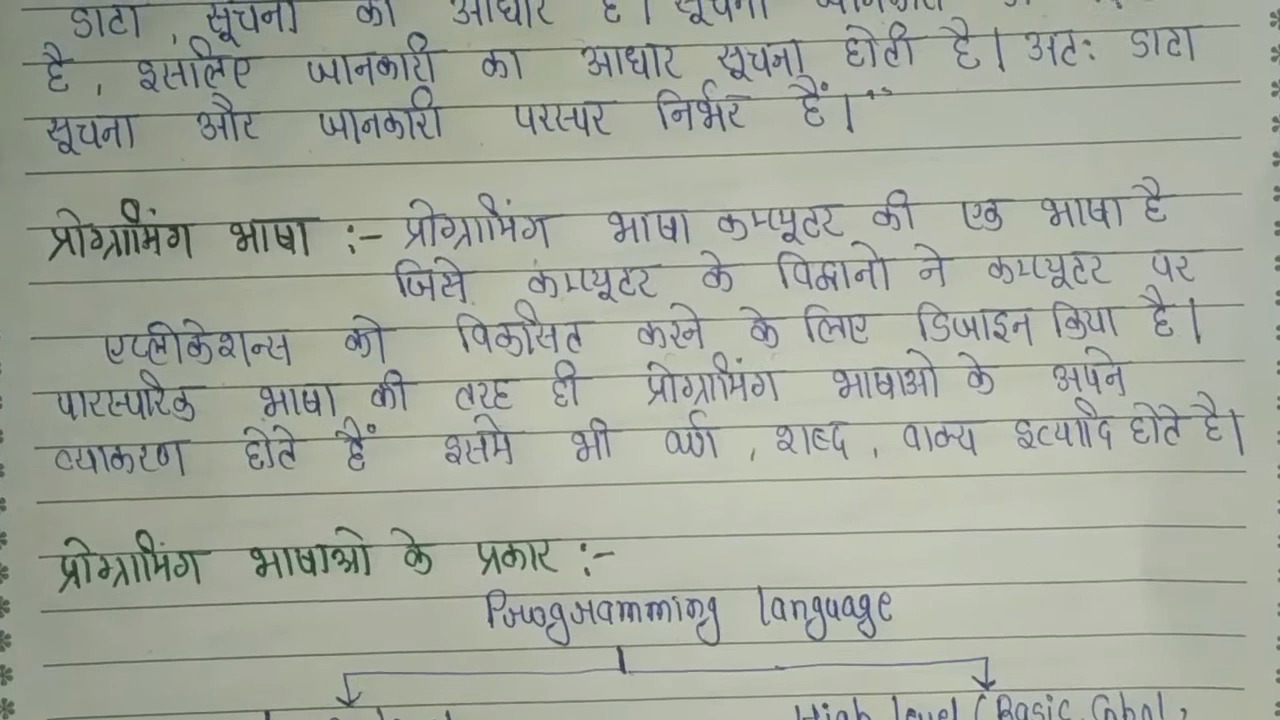 डाटा, सूचना का आधार है। सूचना
है, इसलिए जानकारी का आधार सूचना होती है। अतः डाटा
सूचना और जानकारी परस्पर निर्भर हैं।"
प्रोग्रामिंग भाषा :- प्रोग्रामिंग भाषा कम्प्यूटर की एक भाषा है
जिसे कंप्यूटर के विद्वानो ने कम्प्यूटर पर
एप्लीकेशन्स को विकसित करने के लिए डिजाइन किया है।
पारस्परिक भाषा की तरह ही प्रोग्रामिंग भाषाओ के अपने
व्याकरण होते हैं इसमे भी वर्ण, शब्द, वाक्य इत्यादि होते है।
प्रोग्रामिंग भाषाओ के प्रकार :-
Programming language
High level (Basic, Cobol,